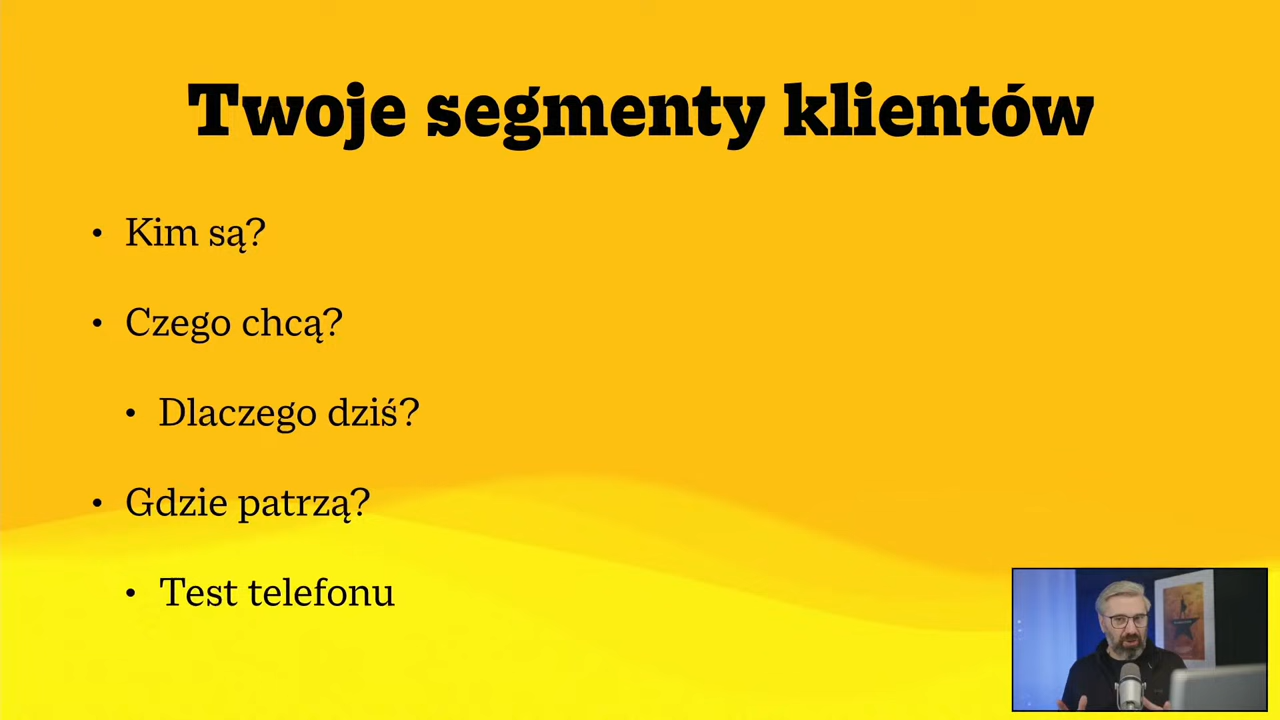 Twoje segmenty klientów
• Kim są?
• Czego chcą?
• Dlaczego dziś?
• Gdzie patrzą?
• Test telefonu